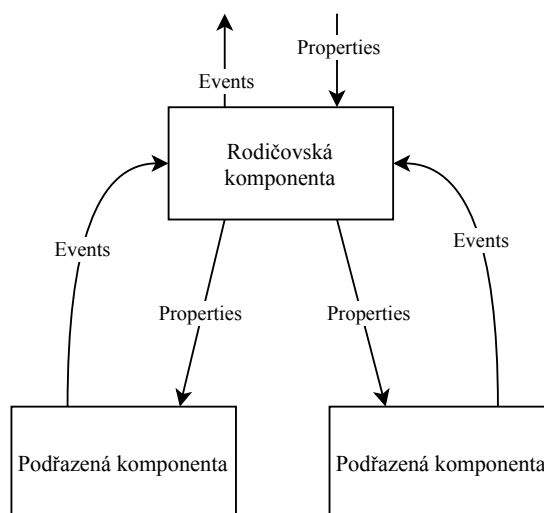 Properties
Events
Rodičovská
komponenta
Events
Events
Properties
Properties
Podřazená komponenta
Podřazená komponenta